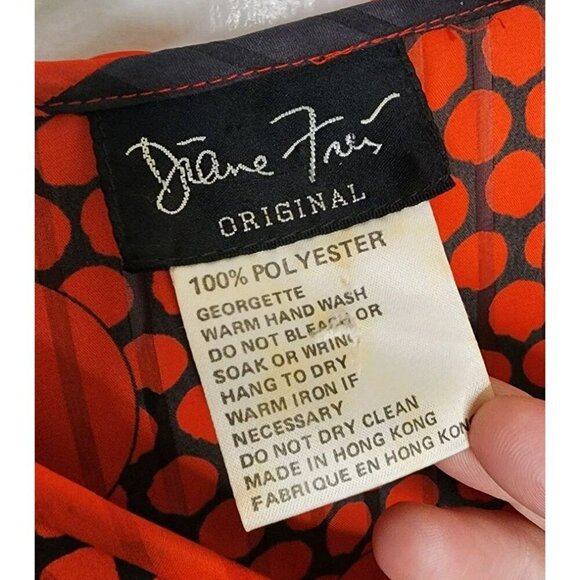 Diane Freis
ORIGINAL
100% POLYESTER
GEORGETTE
WARM HAND WASH
DO NOT BLEACH OR
SOAK OR WRING
HANG TO DRY
WARM IRON IF
NECESSARY
DO NOT DRY CLEAN
MADE IN HONG KONG
FABRIQUE EN HONG KON